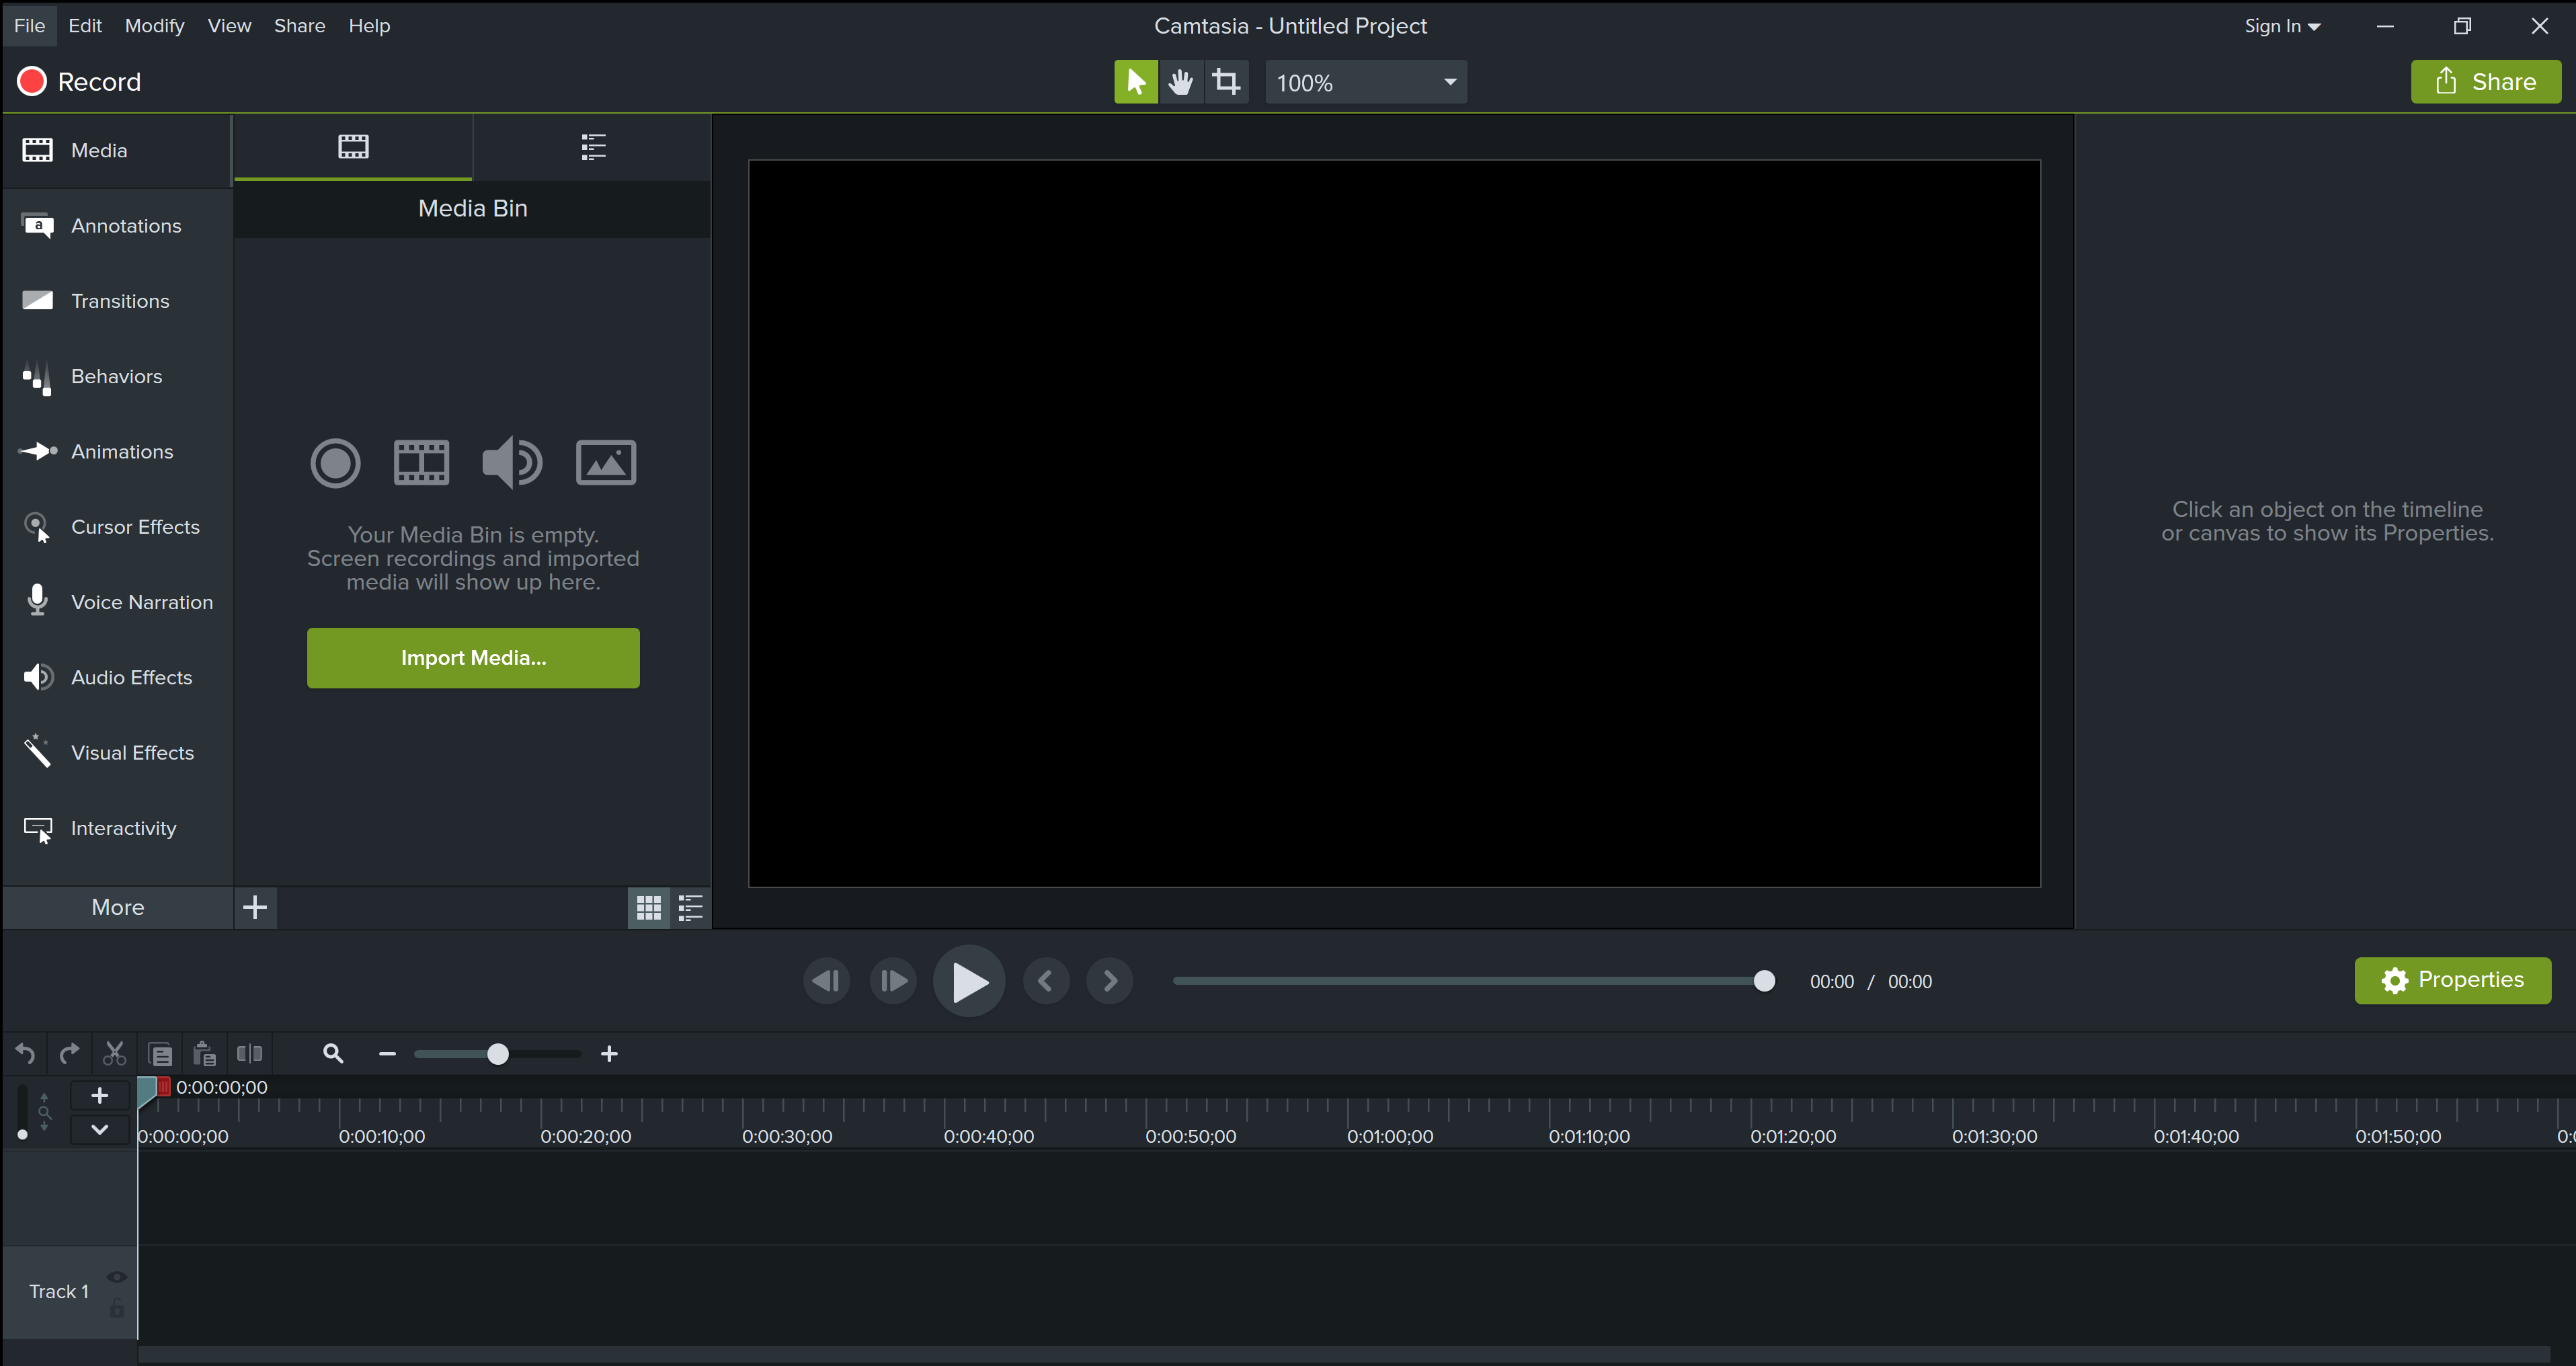 File Edit Modify View Share Help
Camtasia - Untitled Project
Sign In
Record
100%
Share
Media
Annotations
Transitions
Behaviors
Animations
Cursor Effects
Voice Narration
Audio Effects
Visual Effects
Interactivity
More
Media Bin
Your Media Bin is empty.
Screen recordings and imported
media will show up here.
Import Media...
Click an object on the timeline
or canvas to show its Properties.
00:00 / 00:00
Properties
0:00:00;00
0:00:00;00 0:00:10;00 0:00:20;00 0:00:30;00 0:00:40;00 0:00:50;00 0:01:00;00 0:01:10;00 0:01:20;00 0:01:30;00 0:01:40;00 0:01:50;00
Track 1